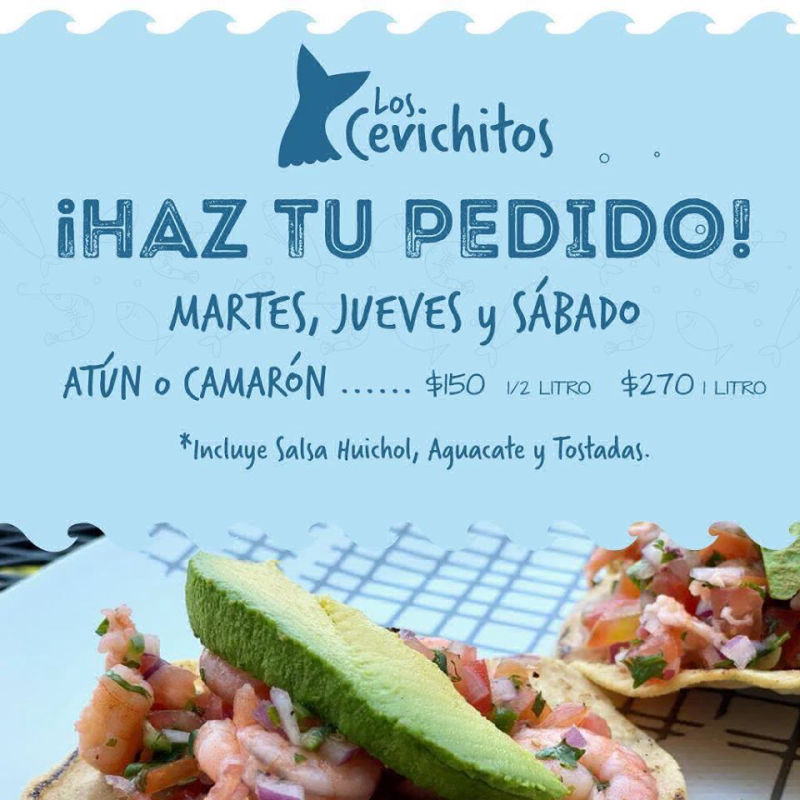 Los
Cevichitos
¡HAZ TU PEDIDO!
MARTES, JUEVES y SÁBADO
ATÚN o CAMARÓN ...... $150 1/2 LITRO $270 1 LITRO
*Incluye Salsa Huichol, Aguacate y Tostadas.